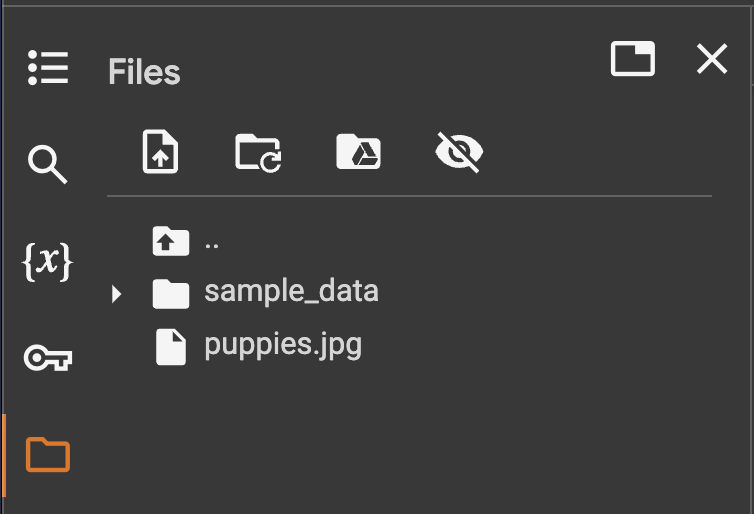 Files
{x}
..
sample_data
puppies.jpg